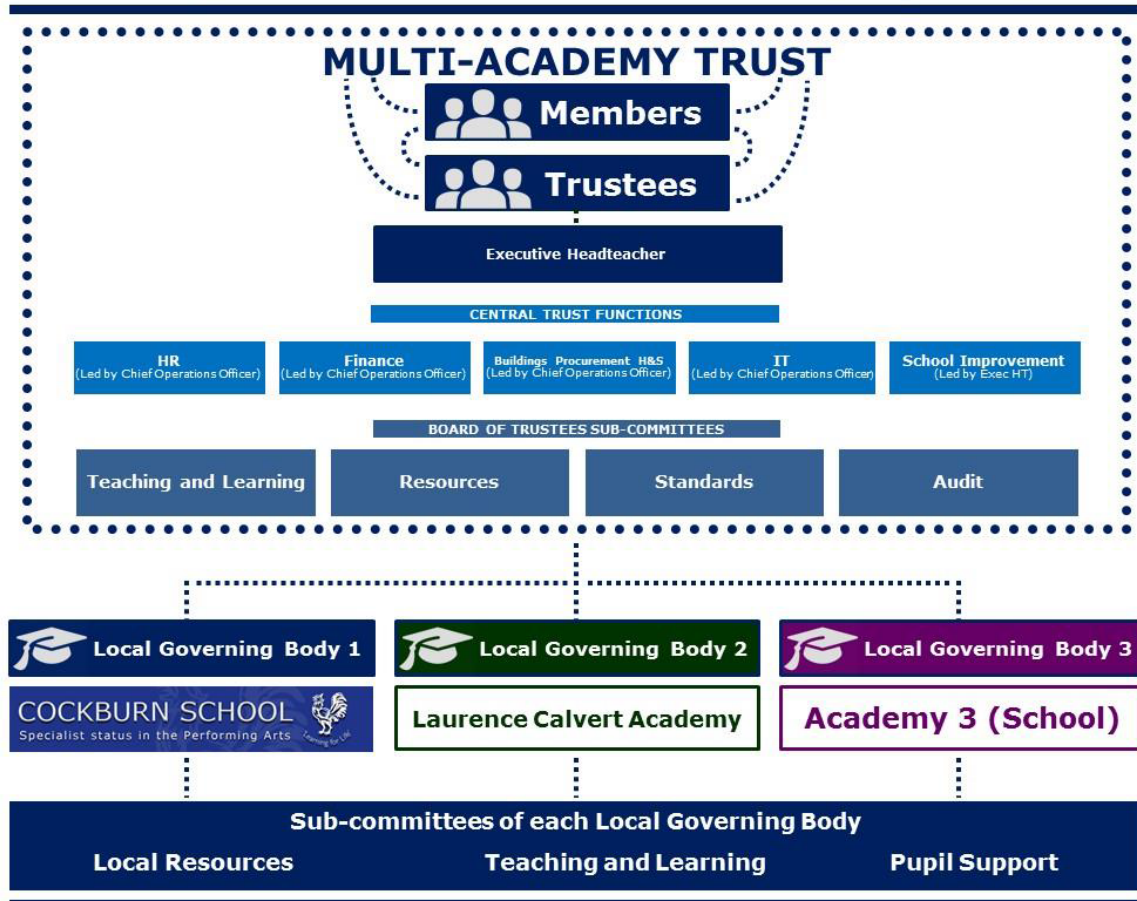 MULTI-ACADEMY TRUST
Members
Trustees
Executive Headteacher
CENTRAL TRUST FUNCTIONS
HR
(Led by Chief Operations Officer)
Finance
(Led by Chief Operations Officer)
Buildings Procurement H&S
(Led by Chief Operations Officer)
IT
(Led by Chief Operations Officer)
School Improvement
(Led by Exec HT)
BOARD OF TRUSTEES SUB-COMMITTEES
Teaching and Learning
Resources
Standards
Audit
Local Governing Body 1
Local Governing Body 2
Local Governing Body 3
COCKBURN SCHOOL
Specialist status in the Performing Arts
Learning for Life
Laurence Calvert Academy
Academy 3 (School)
Sub-committees of each Local Governing Body
Local Resources
Teaching and Learning
Pupil Support